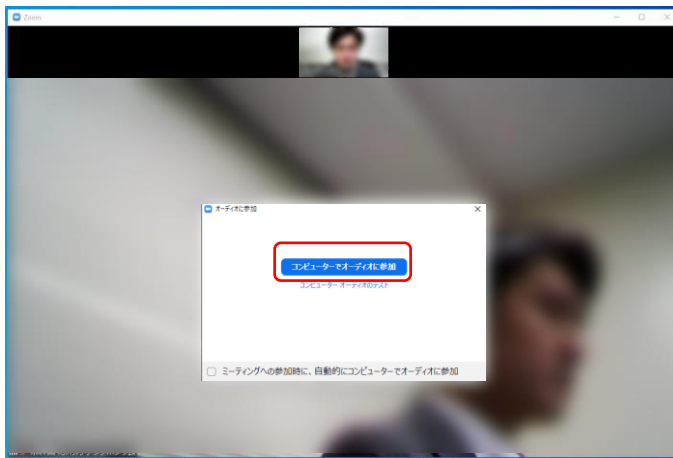 Zoom
オーディオに参加
コンピューターでオーディオに参加
コンピューター オーディオのテスト
ミーティングへの参加時に、自動的にコンピューターでオーディオに参加